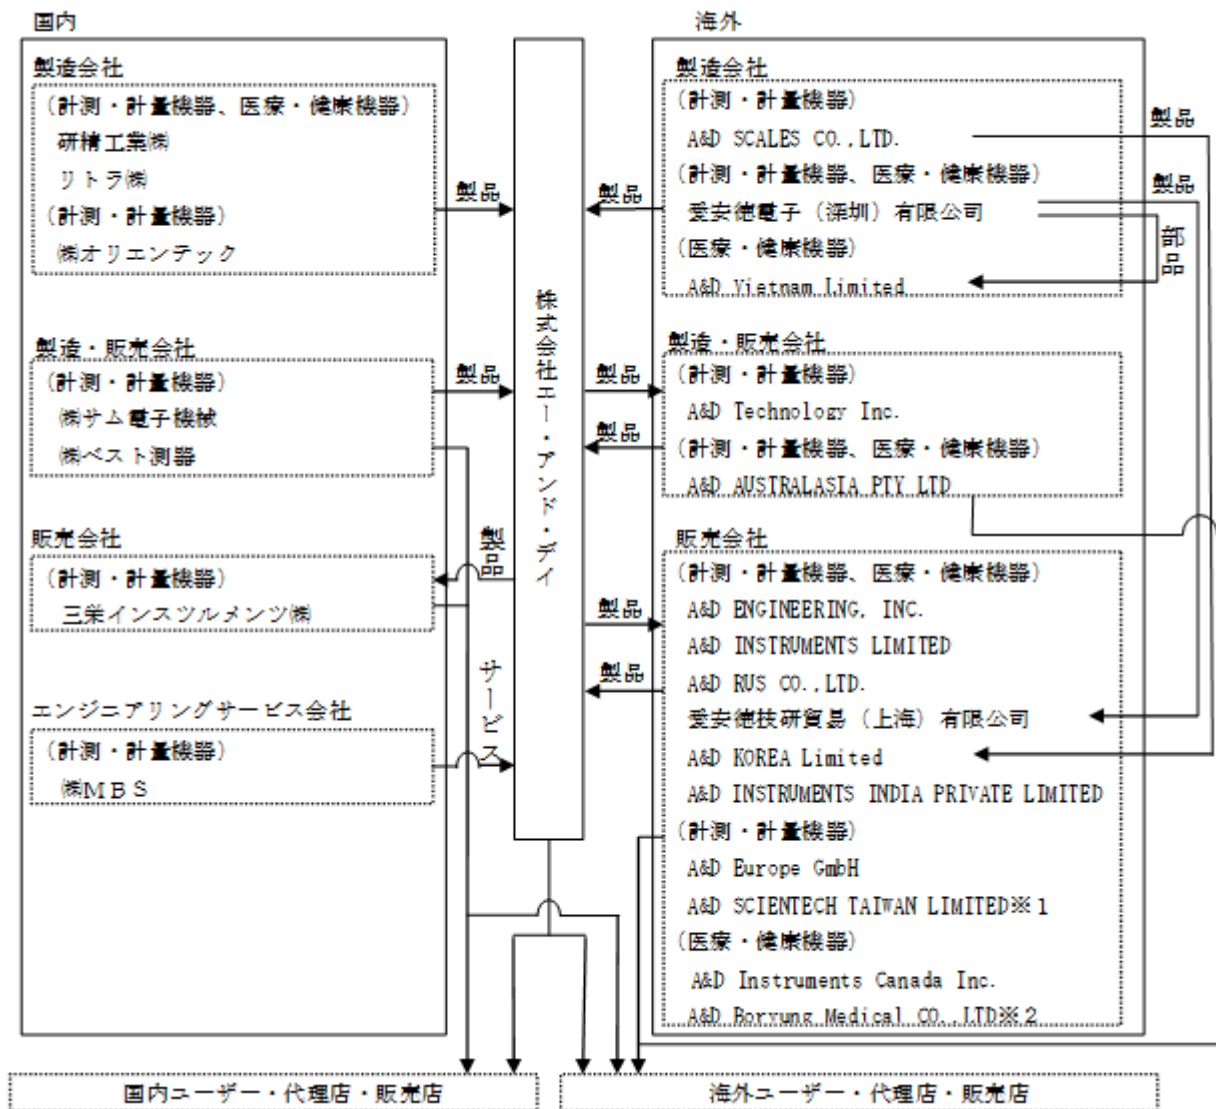 国内
製造会社
(計測・計量機器、医療・健康機器)
研精工業㈱
リトラ㈱
(計測・計量機器)
㈱オリエンテック
製品
製造・販売会社
(計測・計量機器)
㈱サム電子機械
㈱ベスト測器
製品
販売会社
(計測・計量機器)
三栄インスツルメンツ㈱
製品
エンジニアリングサービス会社
(計測・計量機器)
㈱MBS
サービス
株式会社エー・アンド・デイ
海外
製造会社
(計測・計量機器)
A&D SCALES CO.,LTD.
(計測・計量機器、医療・健康機器)
愛安徳電子(深圳)有限公司
(医療・健康機器)
A&D Vietnam Limited
製品
製品
製品
部品
製造・販売会社
(計測・計量機器)
A&D Technology Inc.
(計測・計量機器、医療・健康機器)
A&D AUSTRALASIA PTY LTD
製品
製品
販売会社
(計測・計量機器、医療・健康機器)
A&D ENGINEERING, INC.
A&D INSTRUMENTS LIMITED
A&D RUS CO.,LTD.
愛安徳技研貿易(上海)有限公司
A&D KOREA Limited
A&D INSTRUMENTS INDIA PRIVATE LIMITED
(計測・計量機器)
A&D Europe GmbH
A&D SCIENTECH TAIWAN LIMITED※1
(医療・健康機器)
A&D Instruments Canada Inc.
A&D Boryung Medical CO.,LTD※2
製品
製品
国内ユーザー・代理店・販売店
海外ユーザー・代理店・販売店